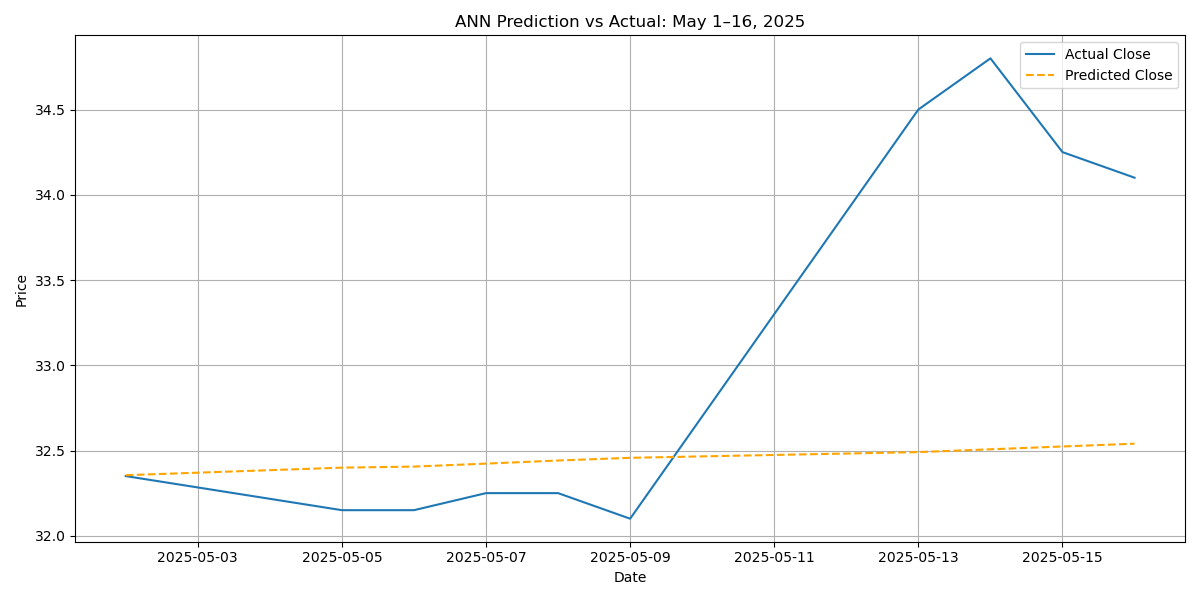 ANN Prediction vs Actual: May 1–16, 2025
Actual Close
Predicted Close
34.5
34.0
33.5
33.0
32.5
32.0
Price
2025-05-03
2025-05-05
2025-05-07
2025-05-09
2025-05-11
2025-05-13
2025-05-15
Date